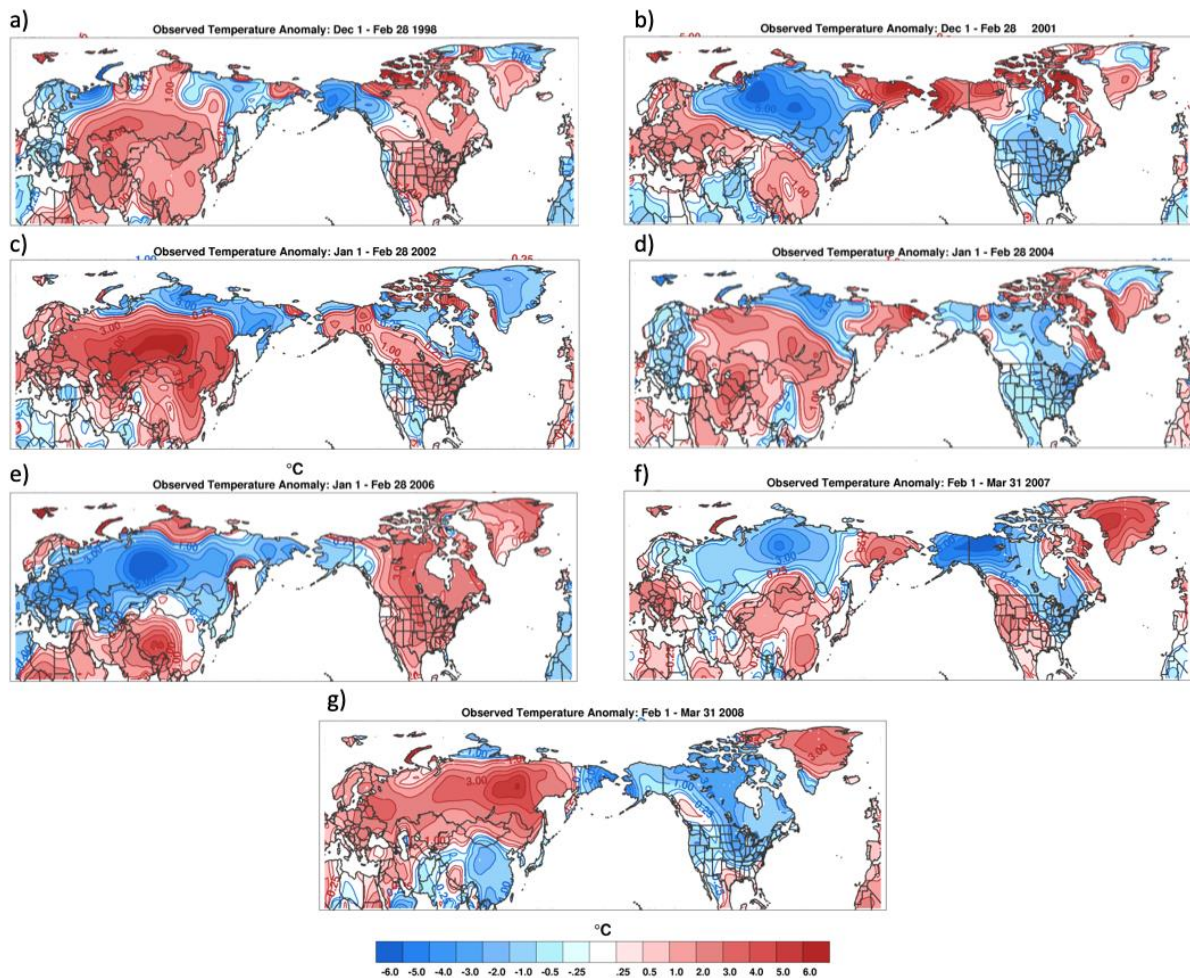 a)
Observed Temperature Anomaly: Dec 1 - Feb 28 1998
b)
Observed Temperature Anomaly: Dec 1 - Feb 28 2001
c)
Observed Temperature Anomaly: Jan 1 - Feb 28 2002
d)
Observed Temperature Anomaly: Jan 1 - Feb 28 2004
°C
e)
Observed Temperature Anomaly: Jan 1 - Feb 28 2006
f)
Observed Temperature Anomaly: Feb 1 - Mar 31 2007
g)
Observed Temperature Anomaly: Feb 1 - Mar 31 2008
°C
-6.0 -5.0 -4.0 -3.0 -2.0 -1.0 -0.5 -.25 .25 0.5 1.0 2.0 3.0 4.0 5.0 6.0